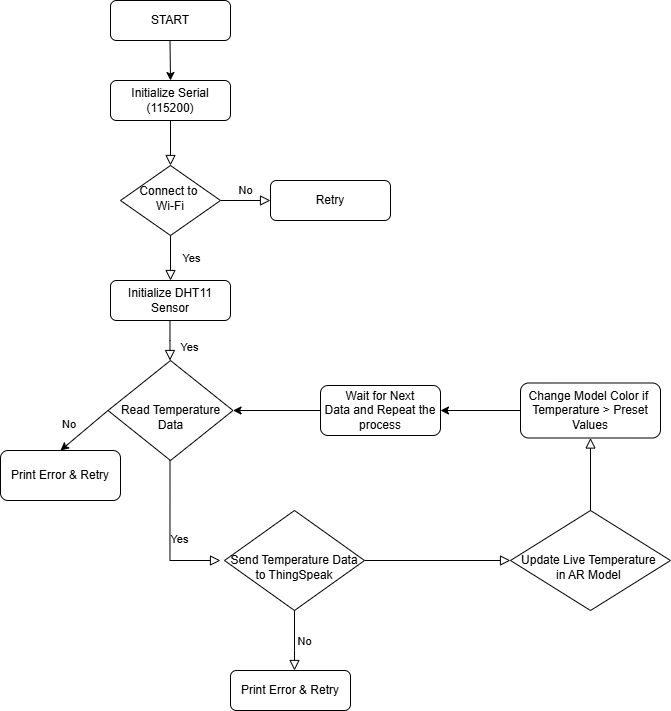 START
Initialize Serial
(115200)
Connect to
Wi-Fi
No
Retry
Yes
Initialize DHT11
Sensor
Yes
Read Temperature
Data
Wait for Next
Data and Repeat the
process
Change Model Color if
Temperature > Preset
Values
No
Print Error & Retry
Yes
Send Temperature Data
to ThingSpeak
Update Live Temperature
in AR Model
No
Print Error & Retry